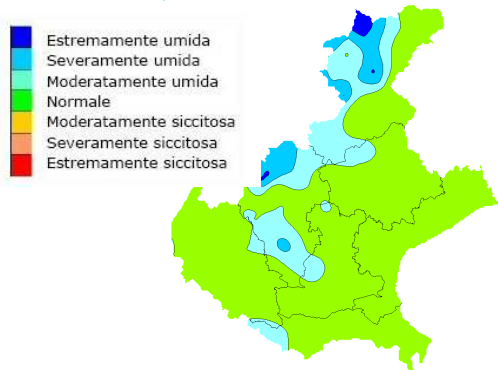 Estremamente umida
Severamente umida
Moderatamente umida
Normale
Moderatamente siccitosa
Severamente siccitosa
Estremamente siccitosa